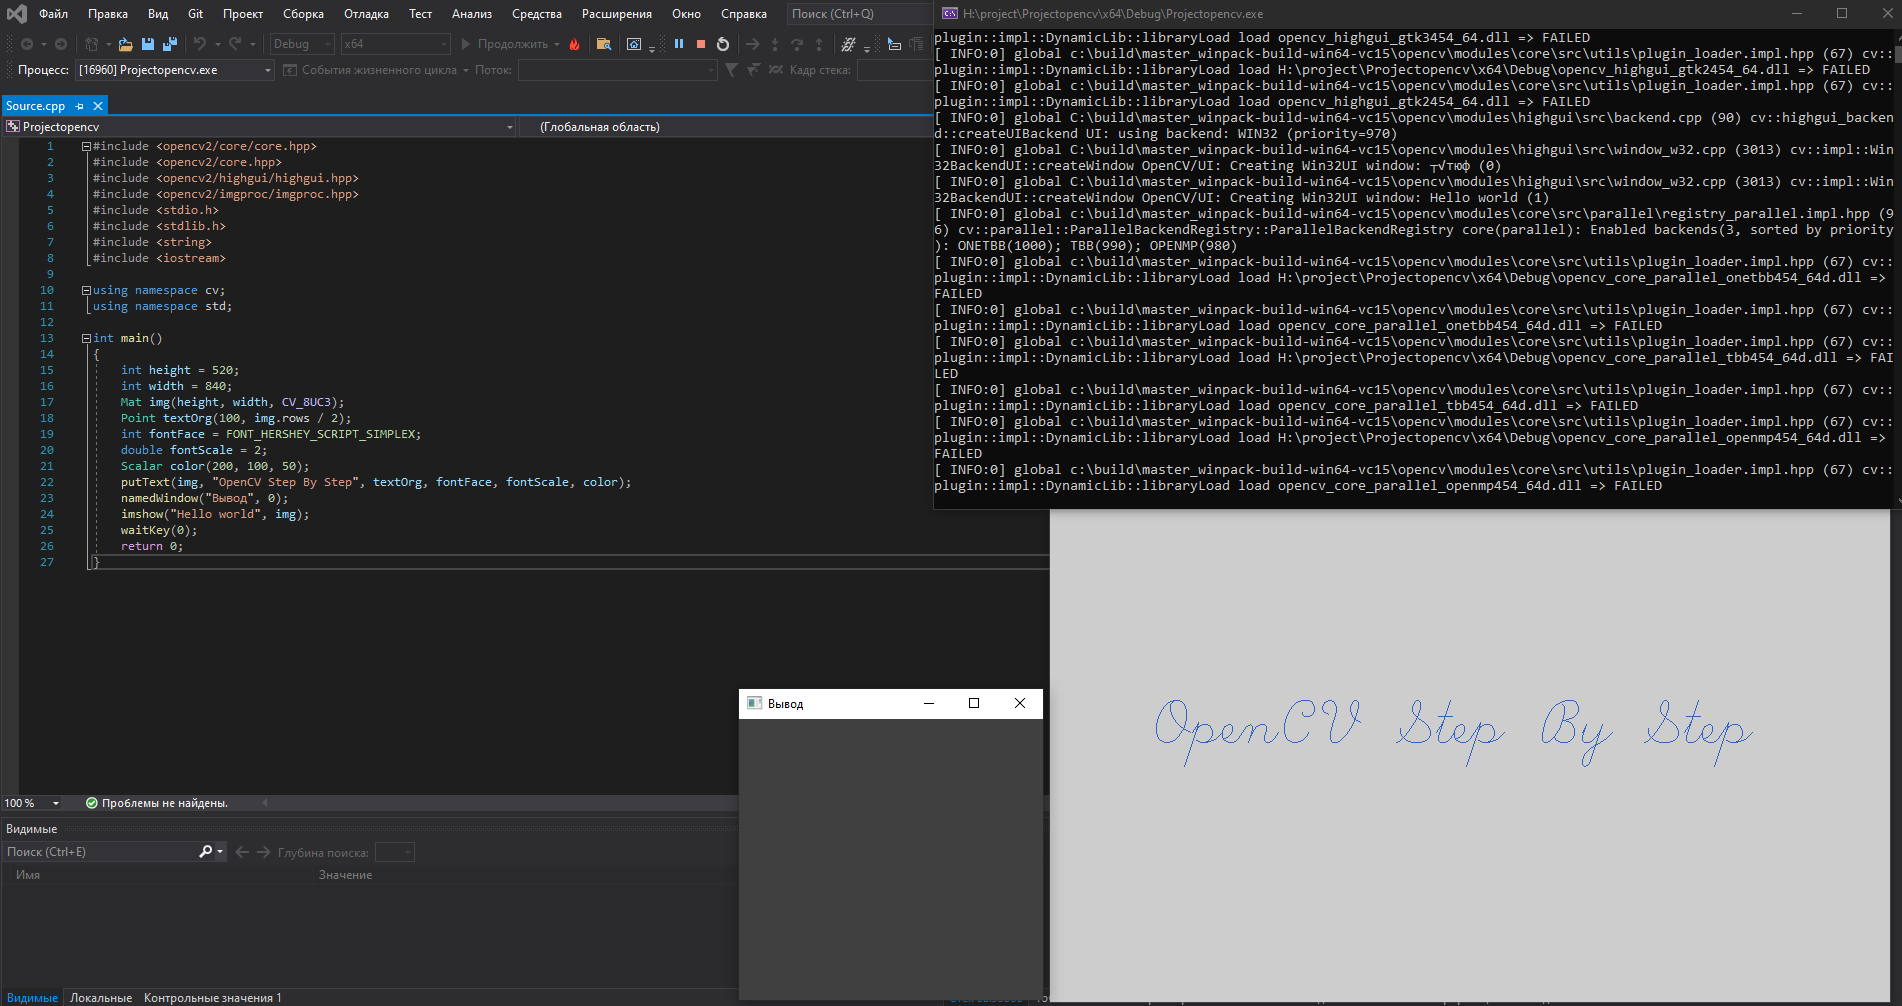 Файл Правка Вид Git Проект Сборка Отладка Тест Анализ Средства Расширения Окно Справка Поиск (Ctrl+Q)
Debug x64 Продолжить
Процесс: [16960] Projectopencv.exe События жизненного цикла Поток: Кадр стека:
Source.cpp
Projectopencv (Глобальная область)
1 #include <opencv2/core/core.hpp>
2 #include <opencv2/core.hpp>
3 #include <opencv2/highgui/highgui.hpp>
4 #include <opencv2/imgproc/imgproc.hpp>
5 #include <stdio.h>
6 #include <stdlib.h>
7 #include <string>
8 #include <iostream>
9
10 using namespace cv;
11 using namespace std;
12
13 int main()
14 {
15 int height = 520;
16 int width = 840;
17 Mat img(height, width, CV_8UC3);
18 Point textOrg(100, img.rows / 2);
19 int fontFace = FONT_HERSHEY_SCRIPT_SIMPLEX;
20 double fontScale = 2;
21 Scalar color(200, 100, 50);
22 putText(img, "OpenCV Step By Step", textOrg, fontFace, fontScale, color);
23 namedWindow("Вывод", 0);
24 imshow("Hello world", img);
25 waitKey(0);
26 return 0;
27 }
100 % Проблемы не найдены.
Видимые
Поиск (Ctrl+E) Глубина поиска:
Имя Значение
Видимые Локальные Контрольные значения 1
H:\project\Projectopencv\x64\Debug\Projectopencv.exe
plugin::impl::DynamicLib::libraryLoad load opencv_highgui_gtk3454_64.dll => FAILED
[ INFO:0] global c:\build\master_winpack-build-win64-vc15\opencv\modules\core\src\utils\plugin_loader.impl.hpp (67) cv::
plugin::impl::DynamicLib::libraryLoad load H:\project\Projectopencv\x64\Debug\opencv_highgui_gtk2454_64.dll => FAILED
[ INFO:0] global c:\build\master_winpack-build-win64-vc15\opencv\modules\core\src\utils\plugin_loader.impl.hpp (67) cv::
plugin::impl::DynamicLib::libraryLoad load opencv_highgui_gtk2454_64.dll => FAILED
[ INFO:0] global C:\build\master_winpack-build-win64-vc15\opencv\modules\highgui\src\backend.cpp (90) cv::highgui_backen
d::createUIBackend UI: using backend: WIN32 (priority=970)
[ INFO:0] global C:\build\master_winpack-build-win64-vc15\opencv\modules\highgui\src\window_w32.cpp (3013) cv::impl::Win
32BackendUI::createWindow OpenCV/UI: Creating Win32UI window: ┬√тюф (0)
[ INFO:0] global C:\build\master_winpack-build-win64-vc15\opencv\modules\highgui\src\window_w32.cpp (3013) cv::impl::Win
32BackendUI::createWindow OpenCV/UI: Creating Win32UI window: Hello world (1)
[ INFO:0] global c:\build\master_winpack-build-win64-vc15\opencv\modules\core\src\parallel\registry_parallel.impl.hpp (9
6) cv::parallel::ParallelBackendRegistry::ParallelBackendRegistry core(parallel): Enabled backends(3, sorted by priority
): ONETBB(1000); TBB(990); OPENMP(980)
[ INFO:0] global c:\build\master_winpack-build-win64-vc15\opencv\modules\core\src\utils\plugin_loader.impl.hpp (67) cv::
plugin::impl::DynamicLib::libraryLoad load H:\project\Projectopencv\x64\Debug\opencv_core_parallel_onetbb454_64d.dll =>
FAILED
[ INFO:0] global c:\build\master_winpack-build-win64-vc15\opencv\modules\core\src\utils\plugin_loader.impl.hpp (67) cv::
plugin::impl::DynamicLib::libraryLoad load opencv_core_parallel_onetbb454_64d.dll => FAILED
[ INFO:0] global c:\build\master_winpack-build-win64-vc15\opencv\modules\core\src\utils\plugin_loader.impl.hpp (67) cv::
plugin::impl::DynamicLib::libraryLoad load H:\project\Projectopencv\x64\Debug\opencv_core_parallel_tbb454_64d.dll => FAI
LED
[ INFO:0] global c:\build\master_winpack-build-win64-vc15\opencv\modules\core\src\utils\plugin_loader.impl.hpp (67) cv::
plugin::impl::DynamicLib::libraryLoad load opencv_core_parallel_tbb454_64d.dll => FAILED
[ INFO:0] global c:\build\master_winpack-build-win64-vc15\opencv\modules\core\src\utils\plugin_loader.impl.hpp (67) cv::
plugin::impl::DynamicLib::libraryLoad load H:\project\Projectopencv\x64\Debug\opencv_core_parallel_openmp454_64d.dll =>
FAILED
[ INFO:0] global c:\build\master_winpack-build-win64-vc15\opencv\modules\core\src\utils\plugin_loader.impl.hpp (67) cv::
plugin::impl::DynamicLib::libraryLoad load opencv_core_parallel_openmp454_64d.dll => FAILED
Вывод
OpenCV Step By Step